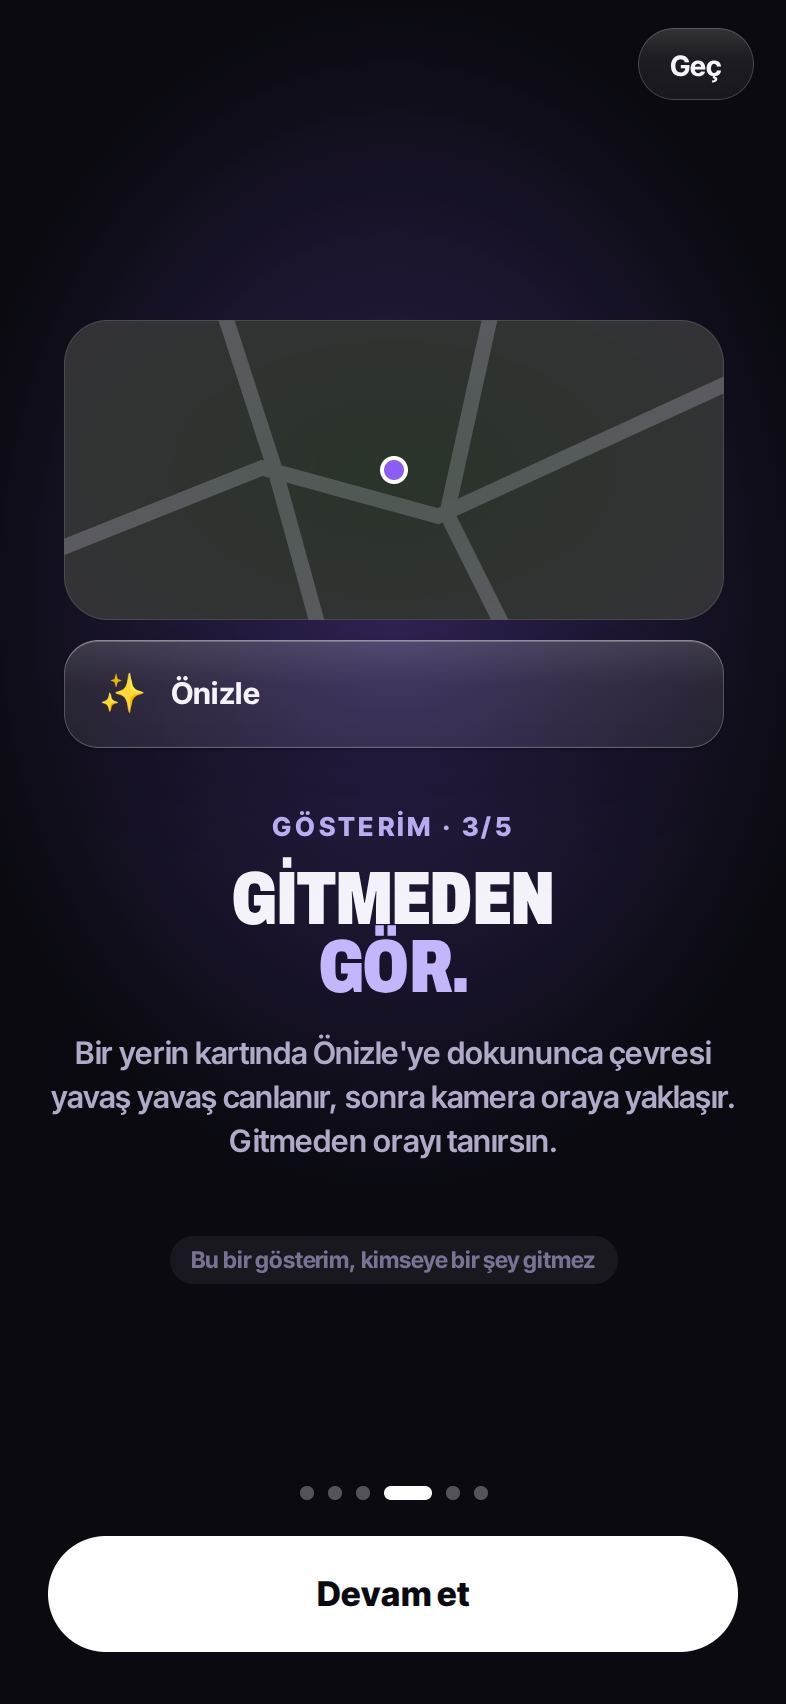 Geç
✨ Önizle
GÖSTERİM · 3/5
GİTMEDEN
GÖR.
Bir yerin kartında Önizle'ye dokununca çevresi
yavaş yavaş canlanır, sonra kamera oraya yaklaşır.
Gitmeden orayı tanırsın.
Bu bir gösterim, kimseye bir şey gitmez
Devam et